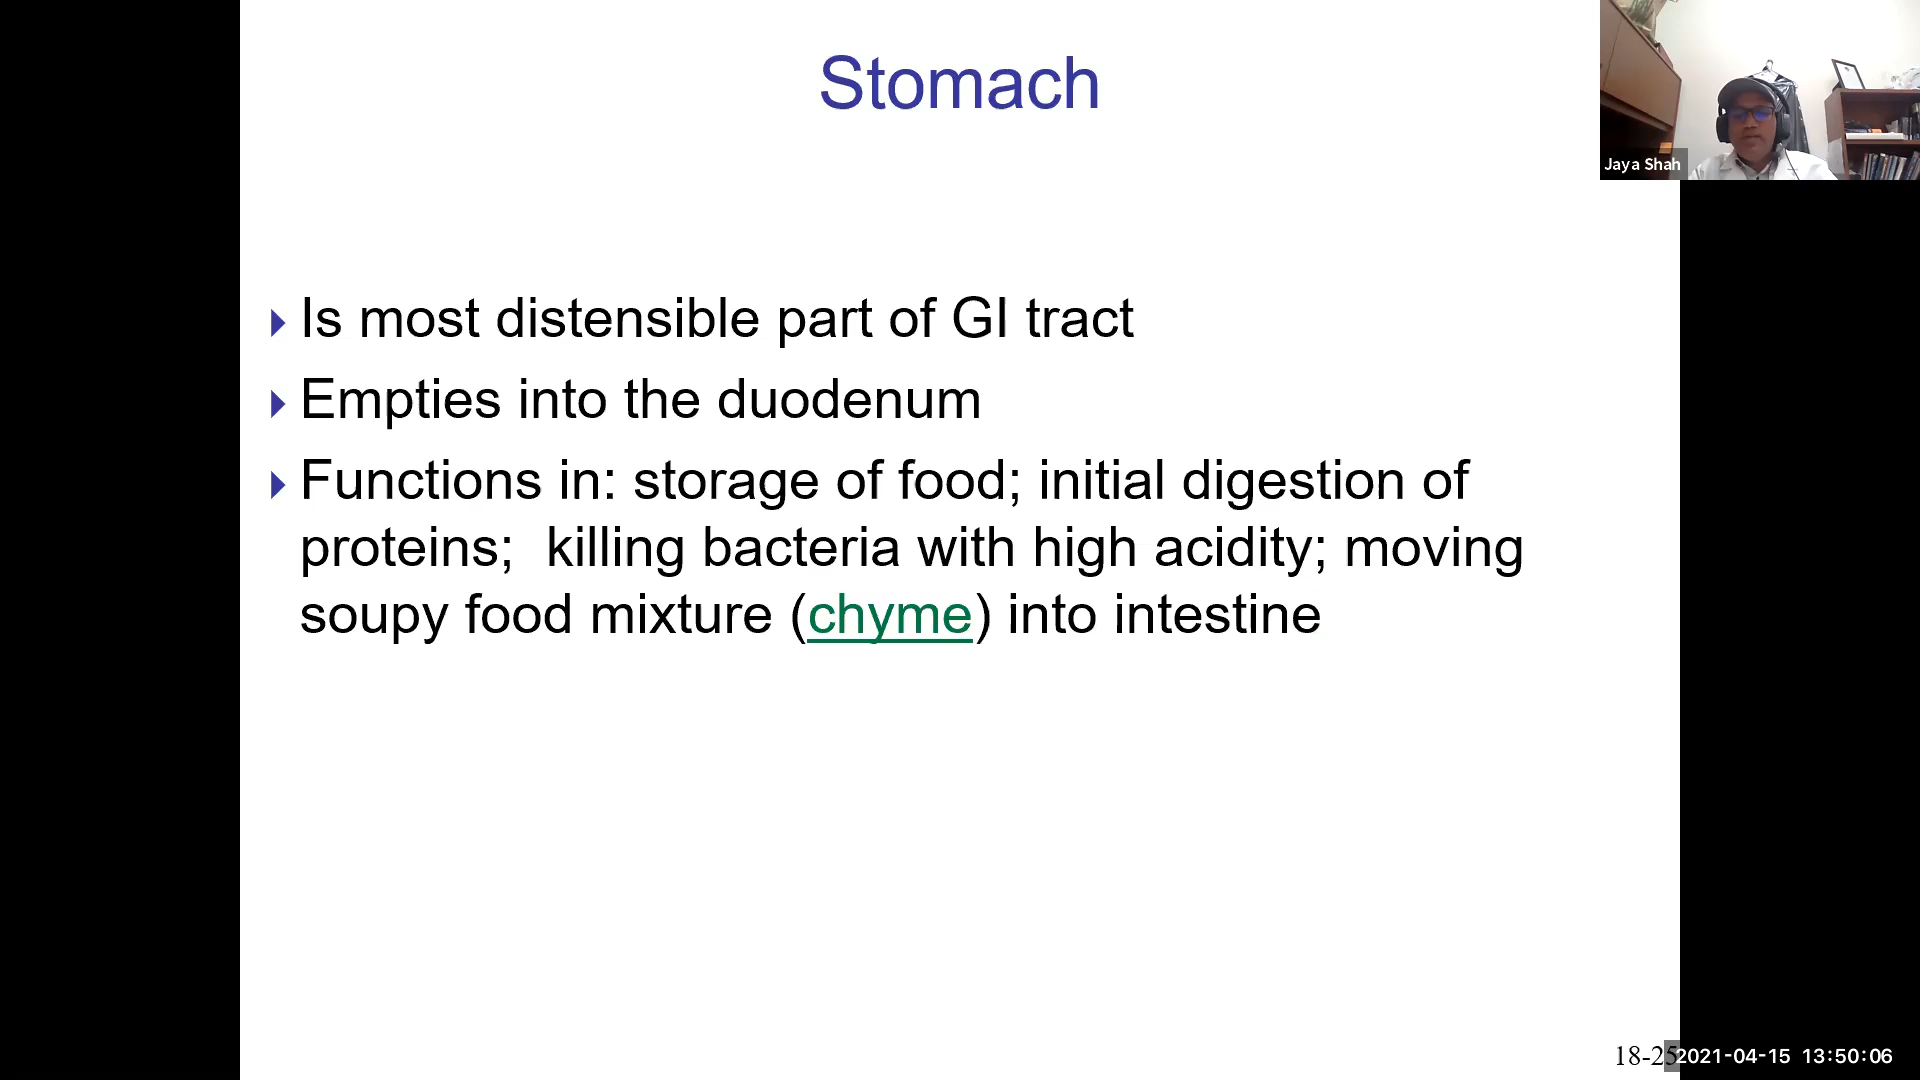 Stomach
Jaya Shah
Is most distensible part of GI tract
Empties into the duodenum
Functions in: storage of food; initial digestion of
proteins;  killing bacteria with high acidity; moving
soupy food mixture (chyme) into intestine
18-25
2021-04-15 13:50:06